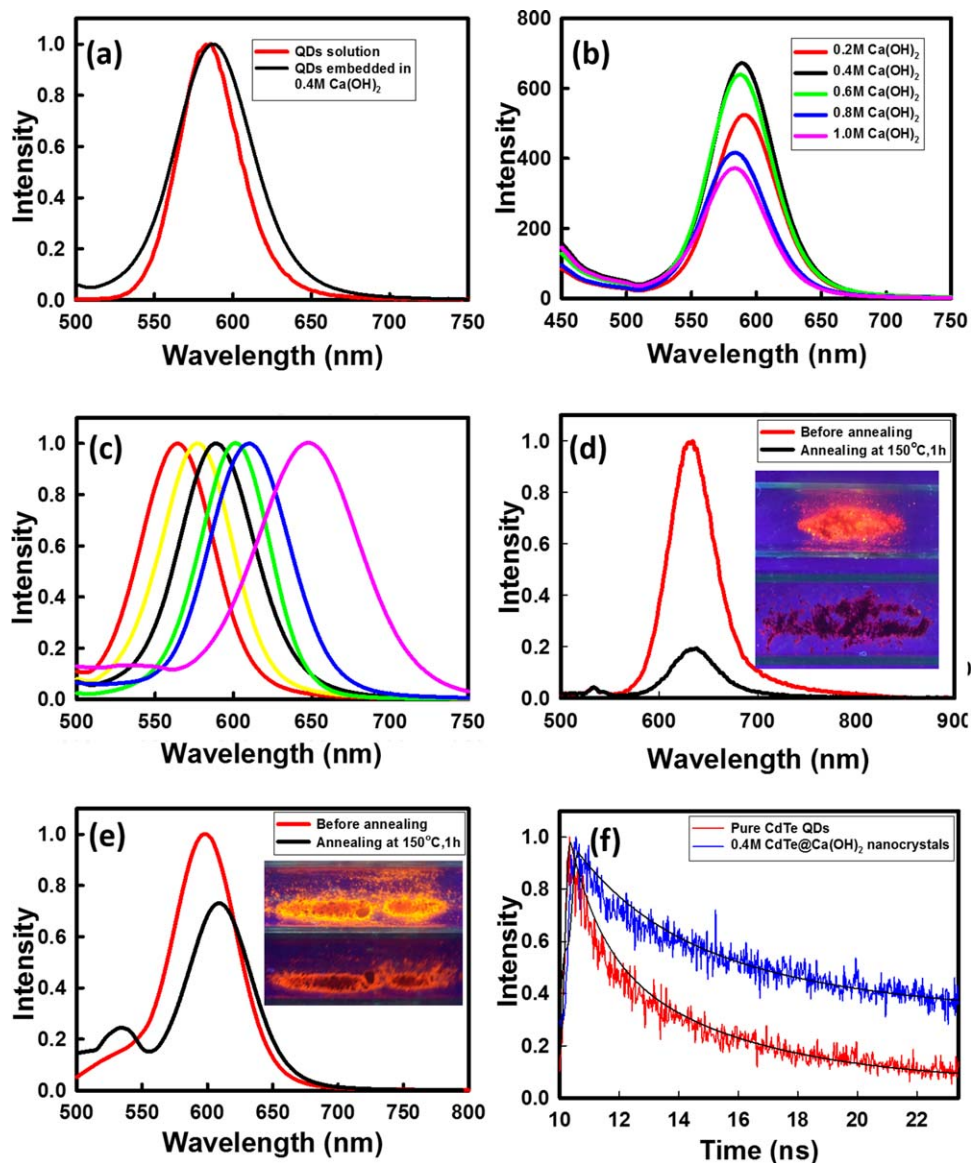 (a)
QDs solution
QDs embedded in
0.4M Ca(OH)₂
Intensity
1.0
0.8
0.6
0.4
0.2
0.0
500 550 600 650 700 750
Wavelength (nm)
(b)
0.2M Ca(OH)₂
0.4M Ca(OH)₂
0.6M Ca(OH)₂
0.8M Ca(OH)₂
1.0M Ca(OH)₂
Intensity
800
600
400
200
0
450 500 550 600 650 700 750
Wavelength (nm)
(c)
Intensity
1.0
0.8
0.6
0.4
0.2
0.0
500 550 600 650 700 750
Wavelength (nm)
(d)
Before annealing
Annealing at 150°C,1h
Intensity
1.0
0.8
0.6
0.4
0.2
0.0
500 600 700 800 900
Wavelength (nm)
(e)
Before annealing
Annealing at 150°C,1h
Intensity
1.0
0.8
0.6
0.4
0.2
0.0
500 550 600 650 700 750 800
Wavelength (nm)
(f)
Pure CdTe QDs
0.4M CdTe@Ca(OH)₂ nanocrystals
Intensity
1.0
0.8
0.6
0.4
0.2
0.0
10 12 14 16 18 20 22
Time (ns)